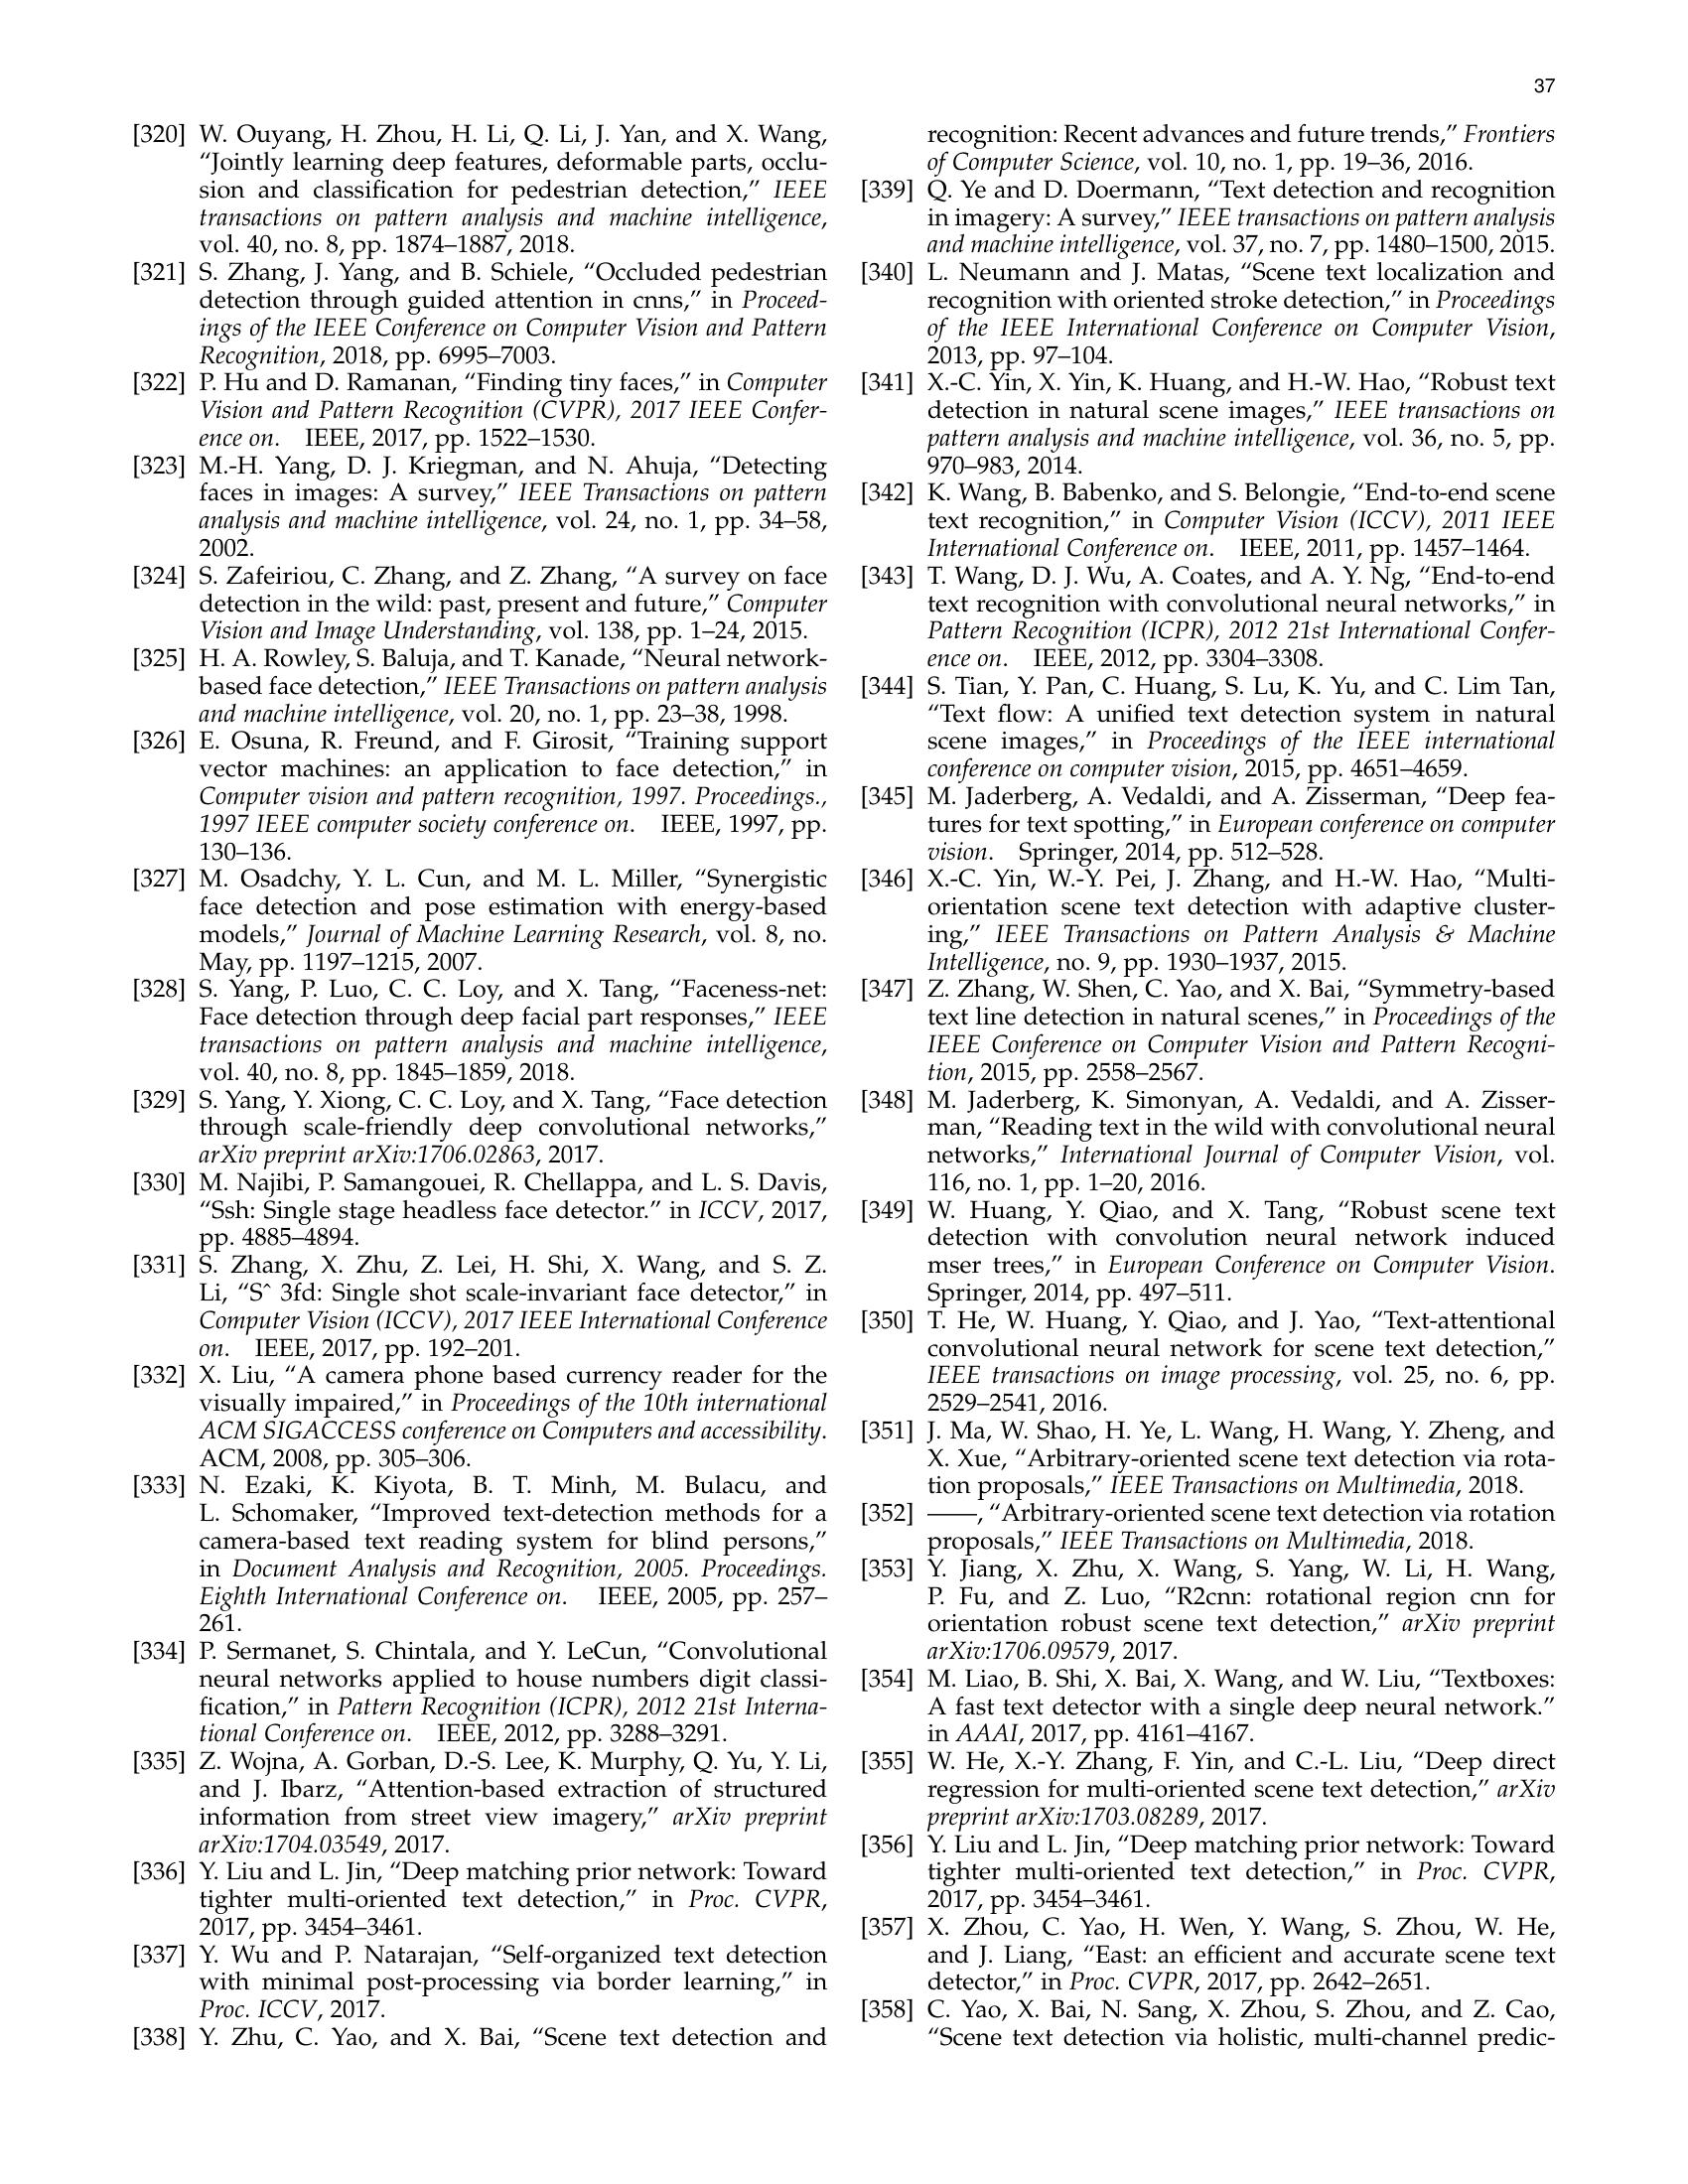 37
[320] W. Ouyang, H. Zhou, H. Li, Q. Li, J. Yan, and X. Wang,
“Jointly learning deep features, deformable parts, occlu-
sion and classification for pedestrian detection,” IEEE
transactions on pattern analysis and machine intelligence,
vol. 40, no. 8, pp. 1874–1887, 2018.
[321] S. Zhang, J. Yang, and B. Schiele, “Occluded pedestrian
detection through guided attention in cnns,” in Proceed-
ings of the IEEE Conference on Computer Vision and Pattern
Recognition, 2018, pp. 6995–7003.
[322] P. Hu and D. Ramanan, “Finding tiny faces,” in Computer
Vision and Pattern Recognition (CVPR), 2017 IEEE Confer-
ence on. IEEE, 2017, pp. 1522–1530.
[323] M.-H. Yang, D. J. Kriegman, and N. Ahuja, “Detecting
faces in images: A survey,” IEEE Transactions on pattern
analysis and machine intelligence, vol. 24, no. 1, pp. 34–58,
2002.
[324] S. Zafeiriou, C. Zhang, and Z. Zhang, “A survey on face
detection in the wild: past, present and future,” Computer
Vision and Image Understanding, vol. 138, pp. 1–24, 2015.
[325] H. A. Rowley, S. Baluja, and T. Kanade, “Neural network-
based face detection,” IEEE Transactions on pattern analysis
and machine intelligence, vol. 20, no. 1, pp. 23–38, 1998.
[326] E. Osuna, R. Freund, and F. Girosit, “Training support
vector machines: an application to face detection,” in
Computer vision and pattern recognition, 1997. Proceedings.,
1997 IEEE computer society conference on. IEEE, 1997, pp.
130–136.
[327] M. Osadchy, Y. L. Cun, and M. L. Miller, “Synergistic
face detection and pose estimation with energy-based
models,” Journal of Machine Learning Research, vol. 8, no.
May, pp. 1197–1215, 2007.
[328] S. Yang, P. Luo, C. C. Loy, and X. Tang, “Faceness-net:
Face detection through deep facial part responses,” IEEE
transactions on pattern analysis and machine intelligence,
vol. 40, no. 8, pp. 1845–1859, 2018.
[329] S. Yang, Y. Xiong, C. C. Loy, and X. Tang, “Face detection
through scale-friendly deep convolutional networks,”
arXiv preprint arXiv:1706.02863, 2017.
[330] M. Najibi, P. Samangouei, R. Chellappa, and L. S. Davis,
“Ssh: Single stage headless face detector.” in ICCV, 2017,
pp. 4885–4894.
[331] S. Zhang, X. Zhu, Z. Lei, H. Shi, X. Wang, and S. Z.
Li, “Sˆ 3fd: Single shot scale-invariant face detector,” in
Computer Vision (ICCV), 2017 IEEE International Conference
on. IEEE, 2017, pp. 192–201.
[332] X. Liu, “A camera phone based currency reader for the
visually impaired,” in Proceedings of the 10th international
ACM SIGACCESS conference on Computers and accessibility.
ACM, 2008, pp. 305–306.
[333] N. Ezaki, K. Kiyota, B. T. Minh, M. Bulacu, and
L. Schomaker, “Improved text-detection methods for a
camera-based text reading system for blind persons,”
in Document Analysis and Recognition, 2005. Proceedings.
Eighth International Conference on. IEEE, 2005, pp. 257–
261.
[334] P. Sermanet, S. Chintala, and Y. LeCun, “Convolutional
neural networks applied to house numbers digit classi-
fication,” in Pattern Recognition (ICPR), 2012 21st Interna-
tional Conference on. IEEE, 2012, pp. 3288–3291.
[335] Z. Wojna, A. Gorban, D.-S. Lee, K. Murphy, Q. Yu, Y. Li,
and J. Ibarz, “Attention-based extraction of structured
information from street view imagery,” arXiv preprint
arXiv:1704.03549, 2017.
[336] Y. Liu and L. Jin, “Deep matching prior network: Toward
tighter multi-oriented text detection,” in Proc. CVPR,
2017, pp. 3454–3461.
[337] Y. Wu and P. Natarajan, “Self-organized text detection
with minimal post-processing via border learning,” in
Proc. ICCV, 2017.
[338] Y. Zhu, C. Yao, and X. Bai, “Scene text detection and
recognition: Recent advances and future trends,” Frontiers
of Computer Science, vol. 10, no. 1, pp. 19–36, 2016.
[339] Q. Ye and D. Doermann, “Text detection and recognition
in imagery: A survey,” IEEE transactions on pattern analysis
and machine intelligence, vol. 37, no. 7, pp. 1480–1500, 2015.
[340] L. Neumann and J. Matas, “Scene text localization and
recognition with oriented stroke detection,” in Proceedings
of the IEEE International Conference on Computer Vision,
2013, pp. 97–104.
[341] X.-C. Yin, X. Yin, K. Huang, and H.-W. Hao, “Robust text
detection in natural scene images,” IEEE transactions on
pattern analysis and machine intelligence, vol. 36, no. 5, pp.
970–983, 2014.
[342] K. Wang, B. Babenko, and S. Belongie, “End-to-end scene
text recognition,” in Computer Vision (ICCV), 2011 IEEE
International Conference on. IEEE, 2011, pp. 1457–1464.
[343] T. Wang, D. J. Wu, A. Coates, and A. Y. Ng, “End-to-end
text recognition with convolutional neural networks,” in
Pattern Recognition (ICPR), 2012 21st International Confer-
ence on. IEEE, 2012, pp. 3304–3308.
[344] S. Tian, Y. Pan, C. Huang, S. Lu, K. Yu, and C. Lim Tan,
“Text flow: A unified text detection system in natural
scene images,” in Proceedings of the IEEE international
conference on computer vision, 2015, pp. 4651–4659.
[345] M. Jaderberg, A. Vedaldi, and A. Zisserman, “Deep fea-
tures for text spotting,” in European conference on computer
vision. Springer, 2014, pp. 512–528.
[346] X.-C. Yin, W.-Y. Pei, J. Zhang, and H.-W. Hao, “Multi-
orientation scene text detection with adaptive cluster-
ing,” IEEE Transactions on Pattern Analysis & Machine
Intelligence, no. 9, pp. 1930–1937, 2015.
[347] Z. Zhang, W. Shen, C. Yao, and X. Bai, “Symmetry-based
text line detection in natural scenes,” in Proceedings of the
IEEE Conference on Computer Vision and Pattern Recogni-
tion, 2015, pp. 2558–2567.
[348] M. Jaderberg, K. Simonyan, A. Vedaldi, and A. Zisser-
man, “Reading text in the wild with convolutional neural
networks,” International Journal of Computer Vision, vol.
116, no. 1, pp. 1–20, 2016.
[349] W. Huang, Y. Qiao, and X. Tang, “Robust scene text
detection with convolution neural network induced
mser trees,” in European Conference on Computer Vision.
Springer, 2014, pp. 497–511.
[350] T. He, W. Huang, Y. Qiao, and J. Yao, “Text-attentional
convolutional neural network for scene text detection,”
IEEE transactions on image processing, vol. 25, no. 6, pp.
2529–2541, 2016.
[351] J. Ma, W. Shao, H. Ye, L. Wang, H. Wang, Y. Zheng, and
X. Xue, “Arbitrary-oriented scene text detection via rota-
tion proposals,” IEEE Transactions on Multimedia, 2018.
[352] ——, “Arbitrary-oriented scene text detection via rotation
proposals,” IEEE Transactions on Multimedia, 2018.
[353] Y. Jiang, X. Zhu, X. Wang, S. Yang, W. Li, H. Wang,
P. Fu, and Z. Luo, “R2cnn: rotational region cnn for
orientation robust scene text detection,” arXiv preprint
arXiv:1706.09579, 2017.
[354] M. Liao, B. Shi, X. Bai, X. Wang, and W. Liu, “Textboxes:
A fast text detector with a single deep neural network.”
in AAAI, 2017, pp. 4161–4167.
[355] W. He, X.-Y. Zhang, F. Yin, and C.-L. Liu, “Deep direct
regression for multi-oriented scene text detection,” arXiv
preprint arXiv:1703.08289, 2017.
[356] Y. Liu and L. Jin, “Deep matching prior network: Toward
tighter multi-oriented text detection,” in Proc. CVPR,
2017, pp. 3454–3461.
[357] X. Zhou, C. Yao, H. Wen, Y. Wang, S. Zhou, W. He,
and J. Liang, “East: an efficient and accurate scene text
detector,” in Proc. CVPR, 2017, pp. 2642–2651.
[358] C. Yao, X. Bai, N. Sang, X. Zhou, S. Zhou, and Z. Cao,
“Scene text detection via holistic, multi-channel predic-